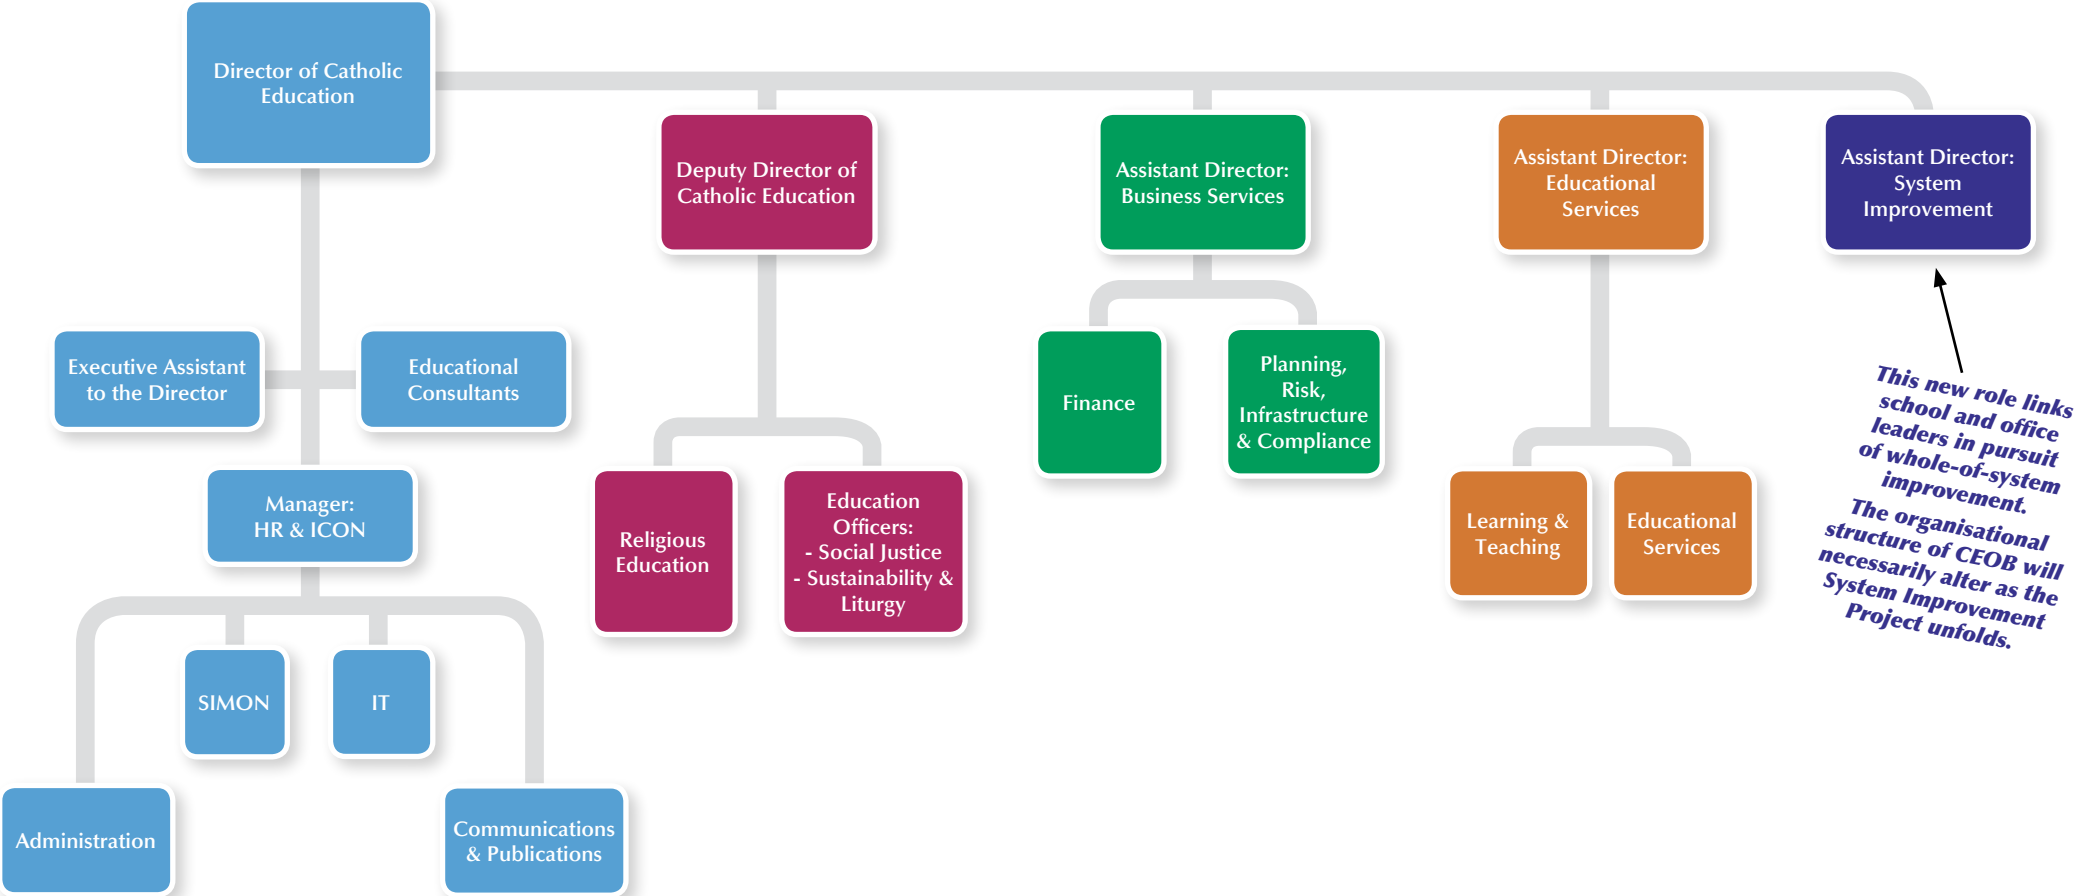 Director of Catholic
Education
Deputy Director of
Catholic Education
Assistant Director:
Business Services
Assistant Director:
Educational
Services
Assistant Director:
System
Improvement
Executive Assistant
to the Director
Educational
Consultants
Finance
Planning,
Risk,
Infrastructure
& Compliance
This new role links
school and office
leaders in pursuit
of whole-of-system
improvement.
The organisational
structure of CEOB will
necessarily alter as the
System Improvement
Project unfolds.
Manager:
HR & ICON
Religious
Education
Education
Officers:
- Social Justice
- Sustainability &
Liturgy
Learning &
Teaching
Educational
Services
SIMON
IT
Administration
Communications
& Publications